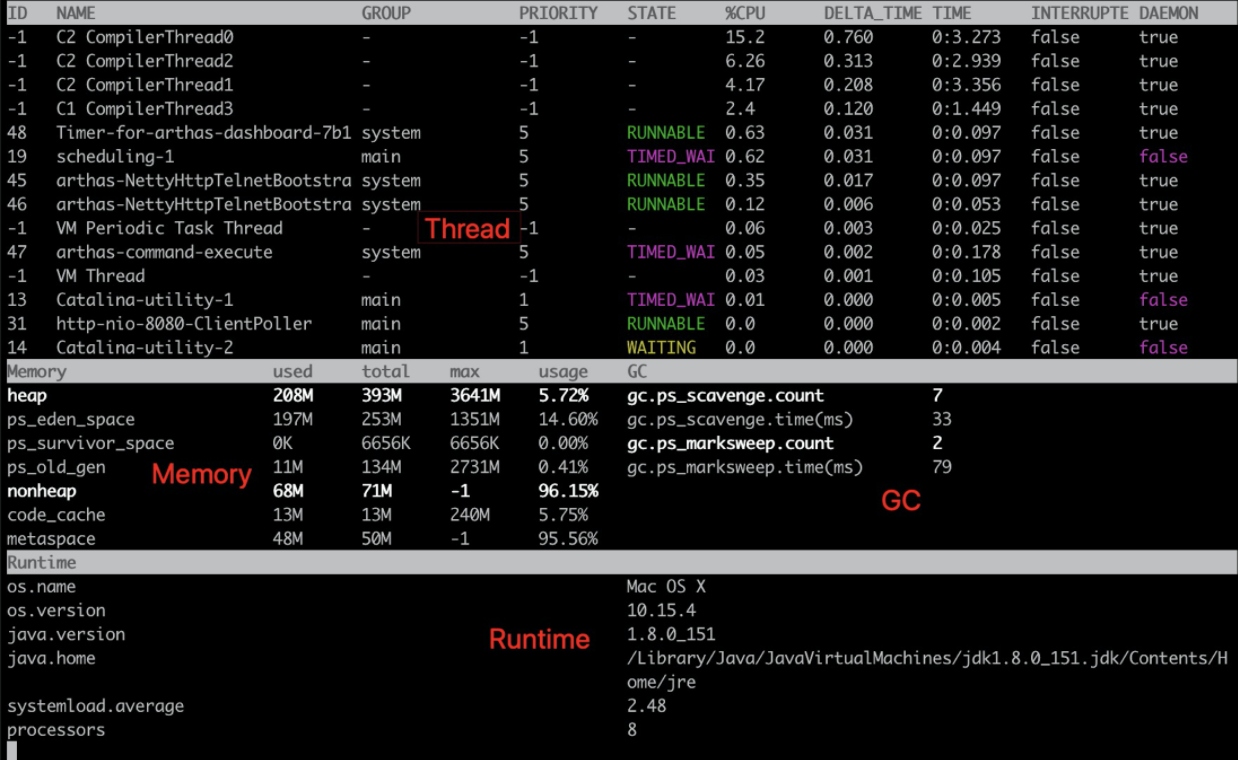 ID NAME GROUP PRIORITY STATE %CPU DELTA_TIME TIME INTERRUPTE DAEMON
-1 C2 CompilerThread0 - -1 - 15.2 0.760 0:3.273 false true
-1 C2 CompilerThread2 - -1 - 6.26 0.313 0:2.939 false true
-1 C2 CompilerThread1 - -1 - 4.17 0.208 0:3.356 false true
-1 C1 CompilerThread3 - -1 - 2.4 0.120 0:1.449 false true
48 Timer-for-arthas-dashboard-7b1 system 5 RUNNABLE 0.63 0.031 0:0.097 false true
19 scheduling-1 main 5 TIMED_WAI 0.62 0.031 0:0.097 false false
45 arthas-NettyHttpTelnetBootstra system 5 RUNNABLE 0.35 0.017 0:0.097 false true
46 arthas-NettyHttpTelnetBootstra system 5 RUNNABLE 0.12 0.006 0:0.053 false true
-1 VM Periodic Task Thread - -1 - 0.06 0.003 0:0.025 false true
Thread
47 arthas-command-execute system 5 TIMED_WAI 0.05 0.002 0:0.178 false true
-1 VM Thread - -1 - 0.03 0.001 0:0.105 false true
13 Catalina-utility-1 main 1 TIMED_WAI 0.01 0.000 0:0.005 false false
31 http-nio-8080-ClientPoller main 5 RUNNABLE 0.0 0.000 0:0.002 false true
14 Catalina-utility-2 main 1 WAITING 0.0 0.000 0:0.004 false false
Memory used total max usage GC
heap 208M 393M 3641M 5.72% gc.ps_scavenge.count 7
ps_eden_space 197M 253M 1351M 14.60% gc.ps_scavenge.time(ms) 33
ps_survivor_space 0K 6656K 6656K 0.00% gc.ps_marksweep.count 2
ps_old_gen 11M 134M 2731M 0.41% gc.ps_marksweep.time(ms) 79
Memory
nonheap 68M 71M -1 96.15%
GC
code_cache 13M 13M 240M 5.75%
metaspace 48M 50M -1 95.56%
Runtime
os.name Mac OS X
os.version 10.15.4
java.version 1.8.0_151
Runtime
java.home /Library/Java/JavaVirtualMachines/jdk1.8.0_151.jdk/Contents/H
ome/jre
systemload.average 2.48
processors 8